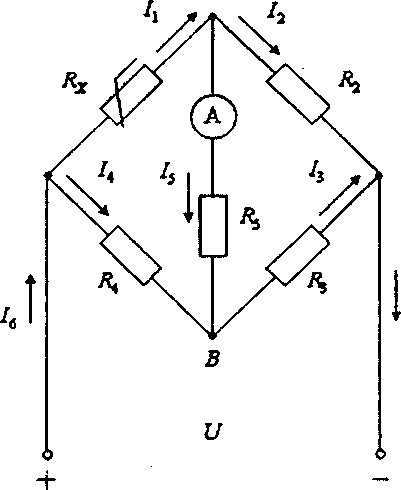 I₁ I₂
Rₓ A R₂
I₄ I₅ I₃
R₅
R₄ R₃
I₆
B
U
+ −